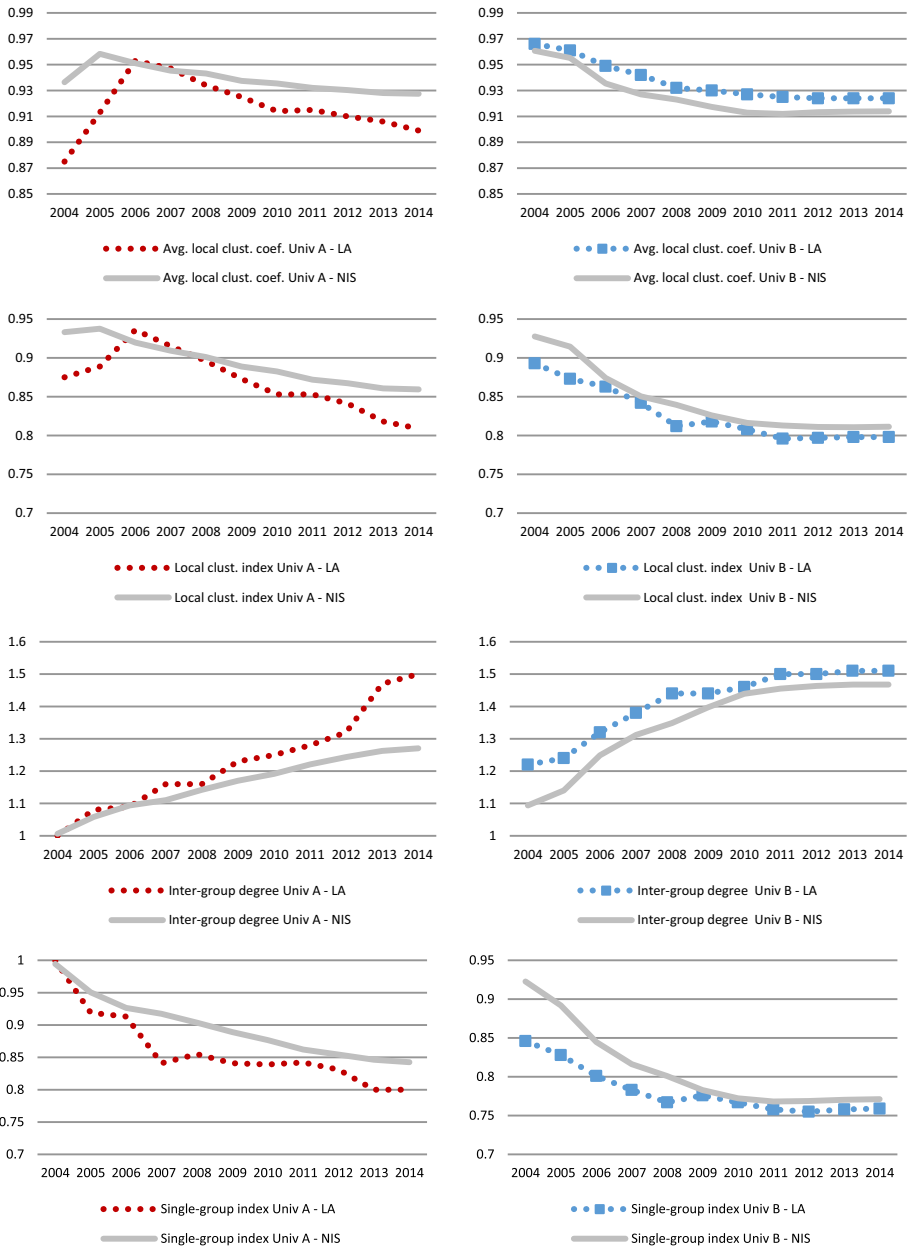 0.99
0.97
0.95
0.93
0.91
0.89
0.87
0.85
2004 2005 2006 2007 2008 2009 2010 2011 2012 2013 2014
Avg. local clust. coef. Univ A - LA
Avg. local clust. coef. Univ A - NIS
0.99
0.97
0.95
0.93
0.91
0.89
0.87
0.85
2004 2005 2006 2007 2008 2009 2010 2011 2012 2013 2014
Avg. local clust. coef. Univ B - LA
Avg. local clust. coef. Univ B - NIS
0.95
0.9
0.85
0.8
0.75
0.7
2004 2005 2006 2007 2008 2009 2010 2011 2012 2013 2014
Local clust. index Univ A - LA
Local clust. index Univ A - NIS
0.95
0.9
0.85
0.8
0.75
0.7
2004 2005 2006 2007 2008 2009 2010 2011 2012 2013 2014
Local clust. index Univ B - LA
Local clust. index Univ B - NIS
1.6
1.5
1.4
1.3
1.2
1.1
1
2004 2005 2006 2007 2008 2009 2010 2011 2012 2013 2014
Inter-group degree Univ A - LA
Inter-group degree Univ A - NIS
1.6
1.5
1.4
1.3
1.2
1.1
1
2004 2005 2006 2007 2008 2009 2010 2011 2012 2013 2014
Inter-group degree Univ B - LA
Inter-group degree Univ B - NIS
1
0.95
0.9
0.85
0.8
0.75
0.7
2004 2005 2006 2007 2008 2009 2010 2011 2012 2013 2014
Single-group index Univ A - LA
Single-group index Univ A - NIS
0.95
0.9
0.85
0.8
0.75
0.7
2004 2005 2006 2007 2008 2009 2010 2011 2012 2013 2014
Single-group index Univ B - LA
Single-group index Univ B - NIS